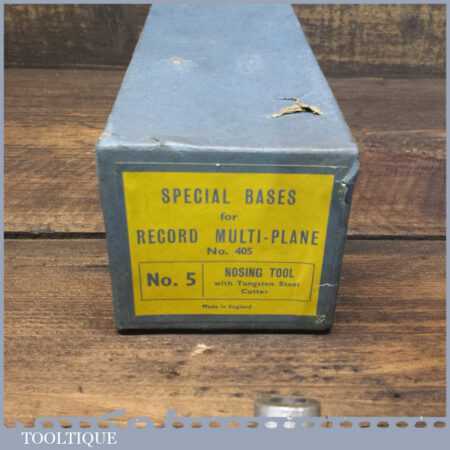 SPECIAL BASES
for
RECORD MULTI-PLANE
No. 405
No. 5
NOSING TOOL
with Tungsten Steel
Cutter
Made in England
TOOLTIQUE